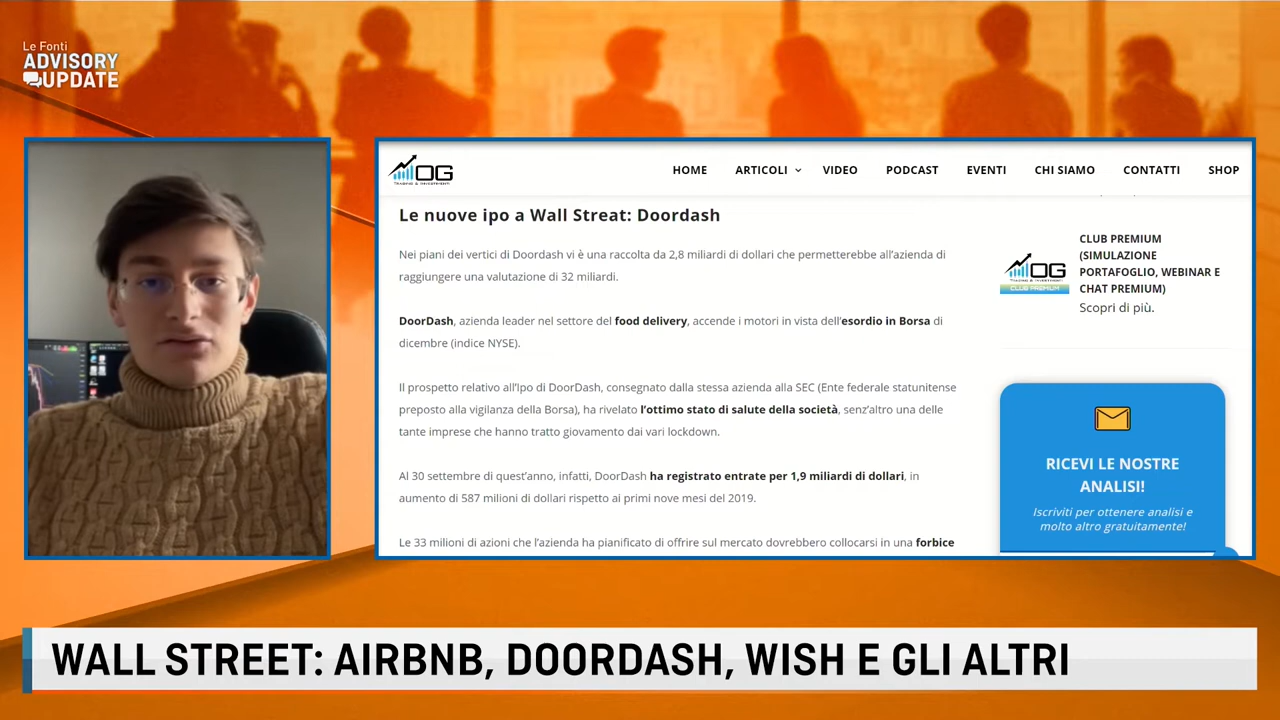 Le Fonti
ADVISORY
UPDATE
OG
TRADING & INVESTIMENTI
HOME ARTICOLI VIDEO PODCAST EVENTI CHI SIAMO CONTATTI SHOP
Le nuove ipo a Wall Streat: Doordash
Nei piani dei vertici di Doordash vi è una raccolta da 2,8 miliardi di dollari che permetterebbe all'azienda di
raggiungere una valutazione di 32 miliardi.
DoorDash, azienda leader nel settore del food delivery, accende i motori in vista dell'esordio in Borsa di
dicembre (indice NYSE).
Il prospetto relativo all'Ipo di DoorDash, consegnato dalla stessa azienda alla SEC (Ente federale statunitense
preposto alla vigilanza della Borsa), ha rivelato l'ottimo stato di salute della società, senz'altro una delle
tante imprese che hanno tratto giovamento dai vari lockdown.
Al 30 settembre di quest'anno, infatti, DoorDash ha registrato entrate per 1,9 miliardi di dollari, in
aumento di 587 milioni di dollari rispetto ai primi nove mesi del 2019.
Le 33 milioni di azioni che l'azienda ha pianificato di offrire sul mercato dovrebbero collocarsi in una forbice
OG
CLUB PREMIUM
CLUB PREMIUM
(SIMULAZIONE
PORTAFOGLIO, WEBINAR E
CHAT PREMIUM)
Scopri di più.
RICEVI LE NOSTRE
ANALISI!
Iscriviti per ottenere analisi e
molto altro gratuitamente!
WALL STREET: AIRBNB, DOORDASH, WISH E GLI ALTRI